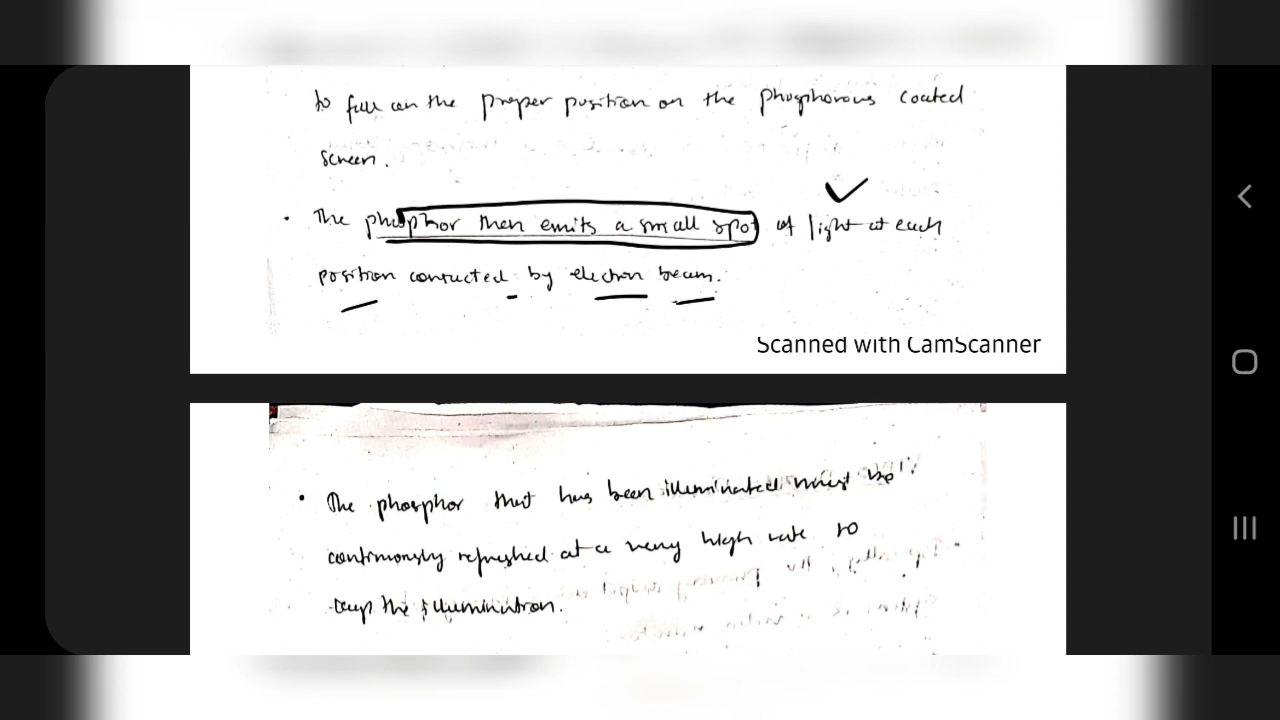 to fall on the proper position on the phosphorous coated
screen.
• The phosphor then emits a small spot of light at each
position contacted by electron beam.
Scanned with CamScanner
• The phosphor that has been illuminated must be
continuously refreshed at a very high rate to
keep the illumination.